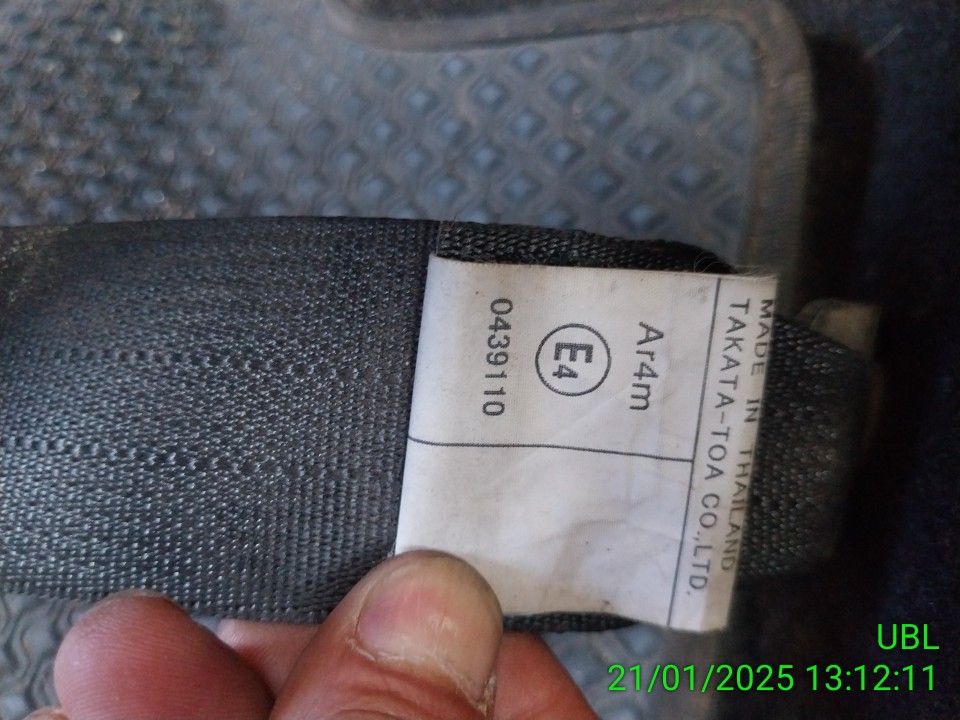 MADE IN THAILAND
TAKATA-TOA CO.,LTD.
Ar4m
E4
0439110
UBL
21/01/2025 13:12:11